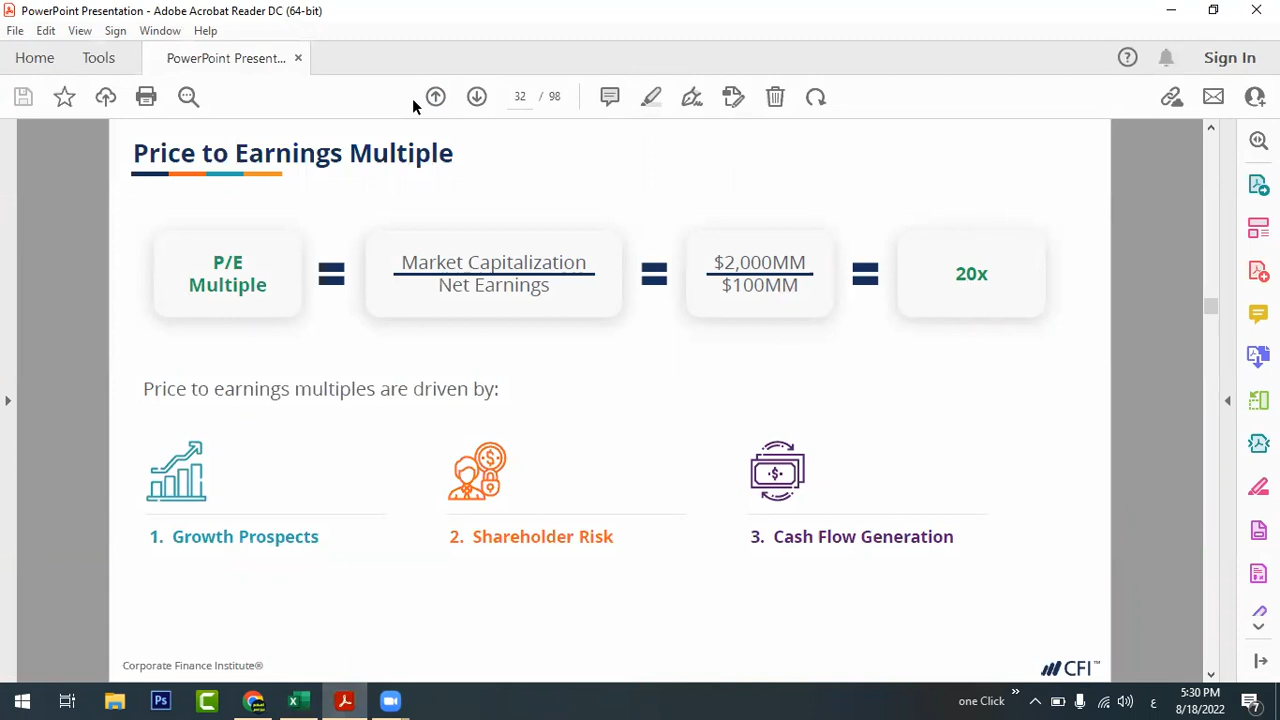 PowerPoint Presentation - Adobe Acrobat Reader DC (64-bit)
File Edit View Sign Window Help
Home Tools PowerPoint Present... × Sign In
32 / 98
Price to Earnings Multiple
P/E
Multiple
=
Market Capitalization
Net Earnings
=
$2,000MM
$100MM
=
20x
Price to earnings multiples are driven by:
1. Growth Prospects
2. Shareholder Risk
3. Cash Flow Generation
Corporate Finance Institute®
CFI™
Ps
one Click
ع
5:30 PM
8/18/2022
7